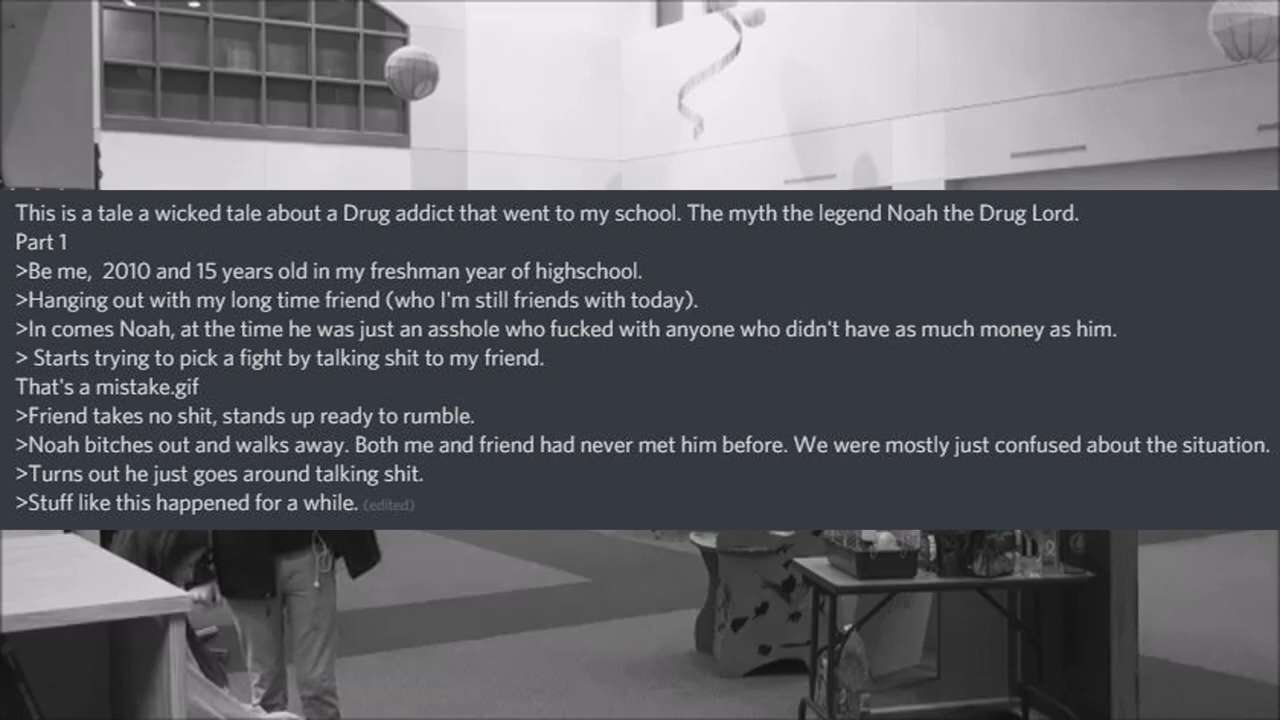 This is a tale a wicked tale about a Drug addict that went to my school. The myth the legend Noah the Drug Lord.
Part 1
>Be me,  2010 and 15 years old in my freshman year of highschool.
>Hanging out with my long time friend (who I'm still friends with today).
>In comes Noah, at the time he was just an asshole who fucked with anyone who didn't have as much money as him.
> Starts trying to pick a fight by talking shit to my friend.
That's a mistake.gif
>Friend takes no shit, stands up ready to rumble.
>Noah bitches out and walks away. Both me and friend had never met him before. We were mostly just confused about the situation.
>Turns out he just goes around talking shit.
>Stuff like this happened for a while. (edited)